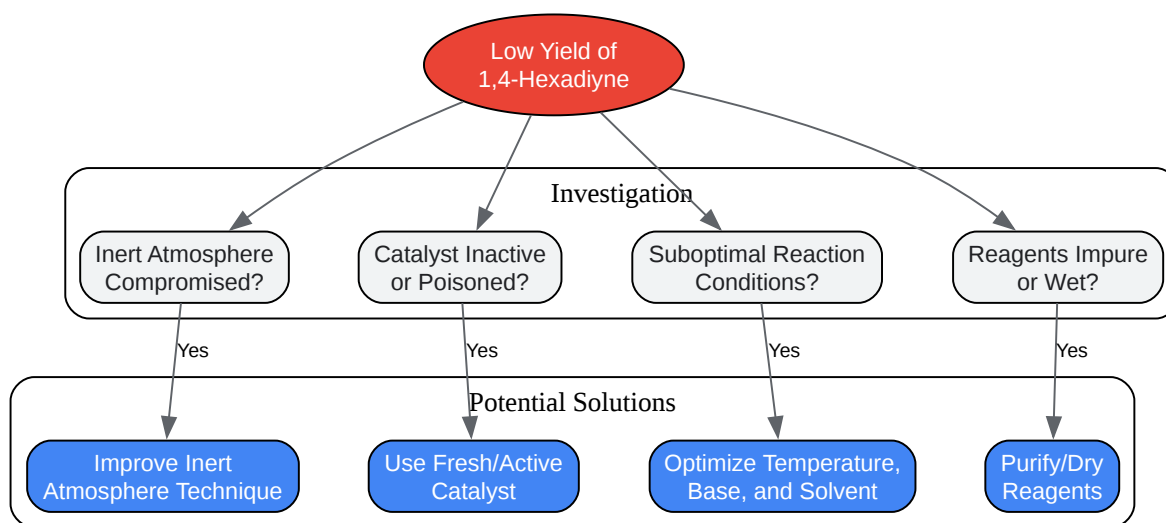 Low Yield of
1,4-Hexadiyne
Investigation
Inert Atmosphere
Compromised?
Catalyst Inactive
or Poisoned?
Suboptimal Reaction
Conditions?
Reagents Impure
or Wet?
Yes
Yes
Yes
Yes
Potential Solutions
Improve Inert
Atmosphere Technique
Use Fresh/Active
Catalyst
Optimize Temperature,
Base, and Solvent
Purify/Dry
Reagents